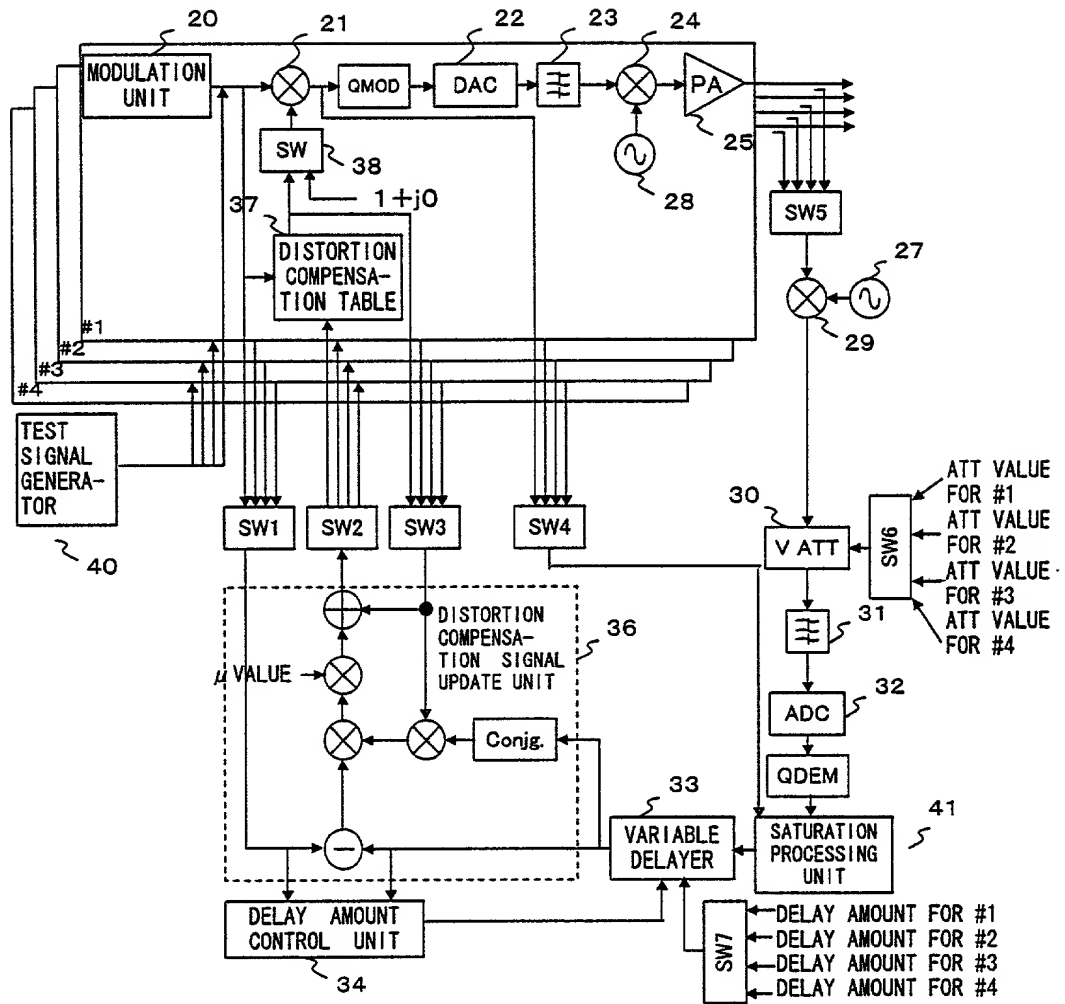 20
21
22
23
24
MODULATION
UNIT
QMOD
DAC
PA
25
SW
38
28
1+j0
37
DISTORTION
COMPENSA-
TION TABLE
SW5
27
29
#1
#2
#3
#4
TEST
SIGNAL
GENERA-
TOR
40
SW1
SW2
SW3
SW4
30
V ATT
SW6
ATT VALUE
FOR #1
ATT VALUE
FOR #2
ATT VALUE
FOR #3
ATT VALUE
FOR #4
31
DISTORTION
COMPENSA-
TION SIGNAL
UPDATE UNIT
36
μ VALUE
32
ADC
Conjg.
QDEM
33
VARIABLE
DELAYER
41
SATURATION
PROCESSING
UNIT
DELAY AMOUNT
CONTROL UNIT
34
SW7
DELAY AMOUNT FOR #1
DELAY AMOUNT FOR #2
DELAY AMOUNT FOR #3
DELAY AMOUNT FOR #4